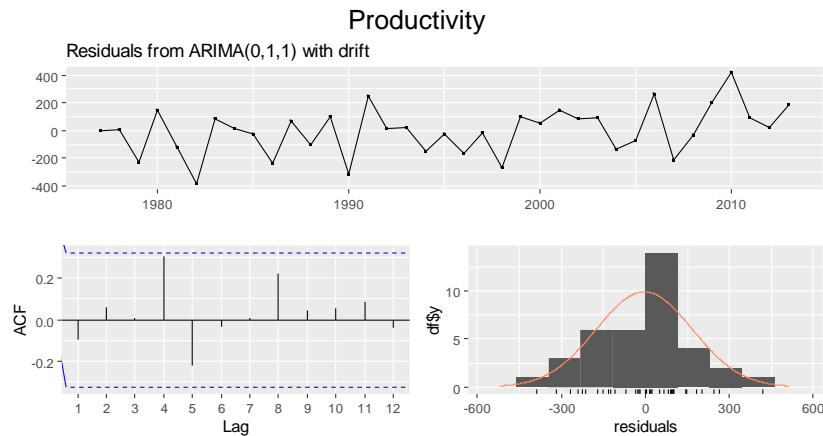 Productivity
Residuals from ARIMA(0,1,1) with drift
400
200
0
-200
-400
1980 1990 2000 2010
ACF
0.2
0.0
-0.2
1 2 3 4 5 6 7 8 9 10 11 12
Lag
df$y
10
5
0
-600 -300 0 300 600
residuals